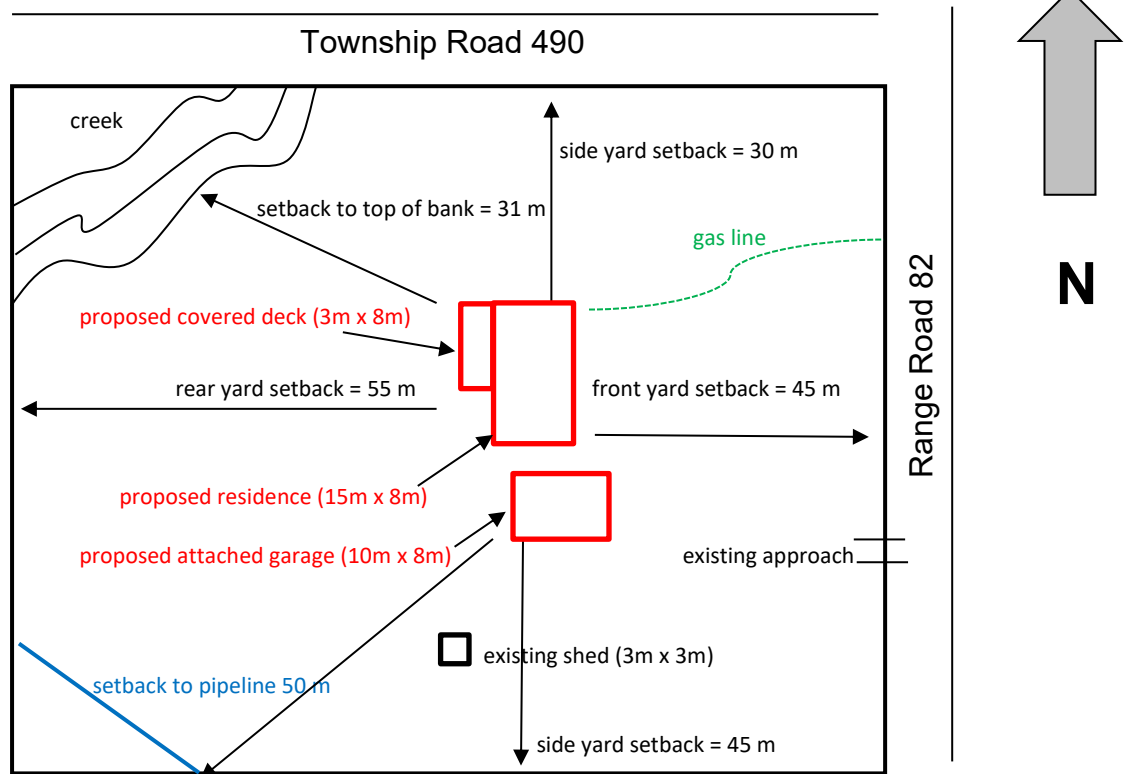 Township Road 490
creek
side yard setback = 30 m
setback to top of bank = 31 m
gas line
Range Road 82
N
proposed covered deck (3m x 8m)
rear yard setback = 55 m
front yard setback = 45 m
proposed residence (15m x 8m)
proposed attached garage (10m x 8m)
existing approach
existing shed (3m x 3m)
setback to pipeline 50 m
side yard setback = 45 m